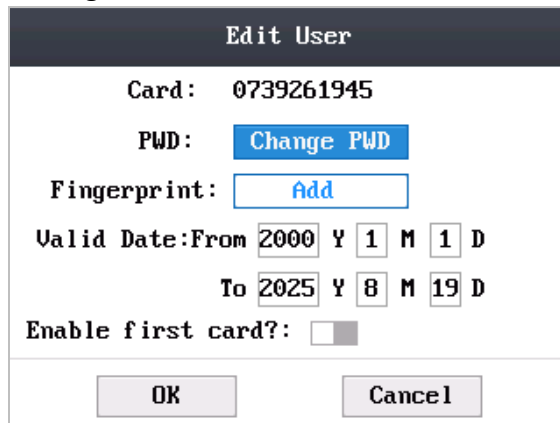 Edit User
Card: 0739261945
PWD: Change PWD
Fingerprint: Add
Valid Date:From 2000 Y 1 M 1 D
To 2025 Y 8 M 19 D
Enable first card?:
OK Cancel